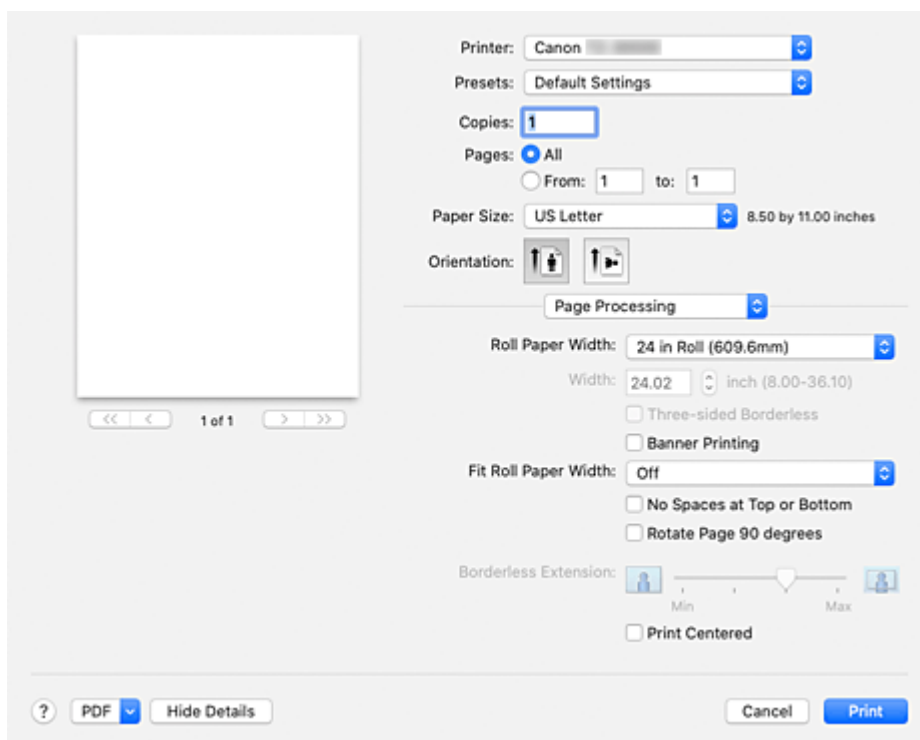 Printer: Canon
Presets: Default Settings
Copies: 1
Pages: All
From: 1 to: 1
Paper Size: US Letter 8.50 by 11.00 inches
Orientation:
Page Processing
Roll Paper Width: 24 in Roll (609.6mm)
Width: 24.02 inch (8.00-36.10)
Three-sided Borderless
Banner Printing
Fit Roll Paper Width: Off
No Spaces at Top or Bottom
Rotate Page 90 degrees
Borderless Extension:
Min Max
Print Centered
<< < 1 of 1 > >>
? PDF Hide Details Cancel Print